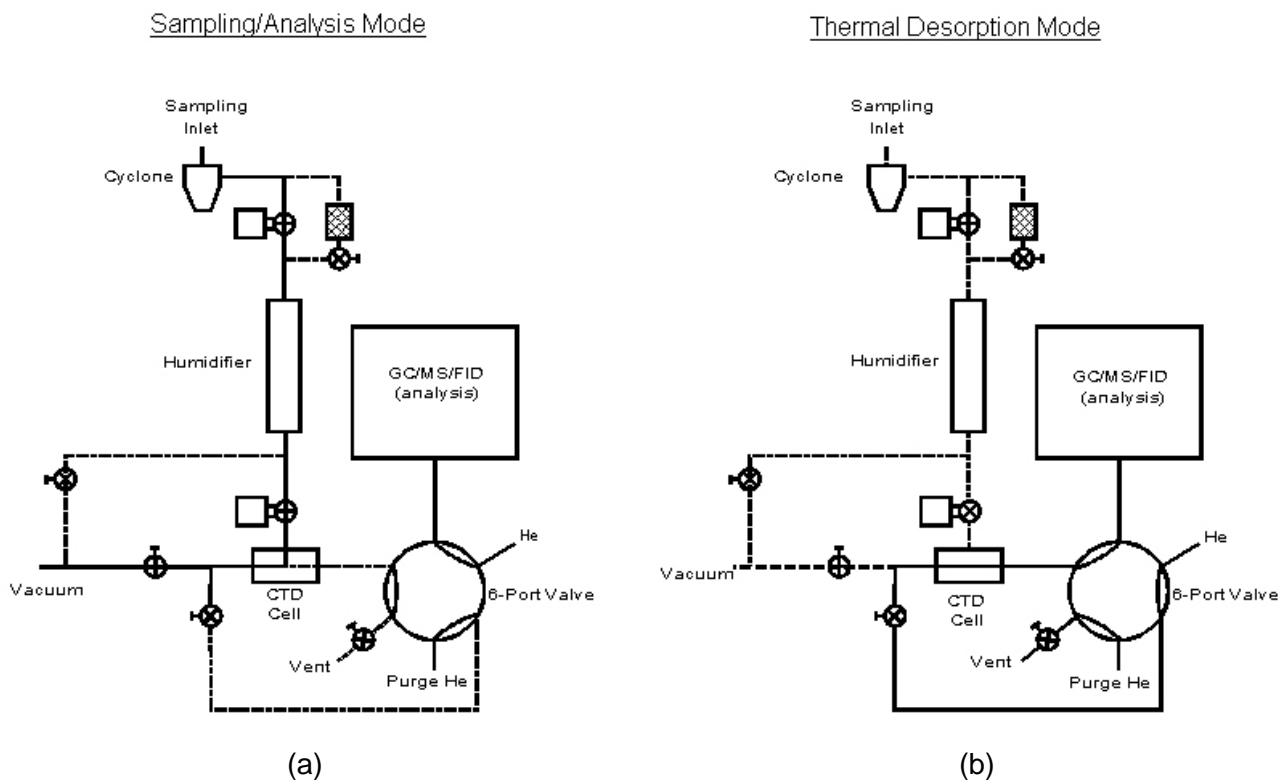 Sampling/Analysis Mode
Sampling
Inlet
Cyclone
Humidifier
GC/MS/FID
(analysis)
He
Vacuum
CTD
Cell
6-Port Valve
Vent
Purge He
(a)
Thermal Desorption Mode
Sampling
Inlet
Cyclone
Humidifier
GC/MS/FID
(analysis)
He
Vacuum
CTD
Cell
6-Port Valve
Vent
Purge He
(b)